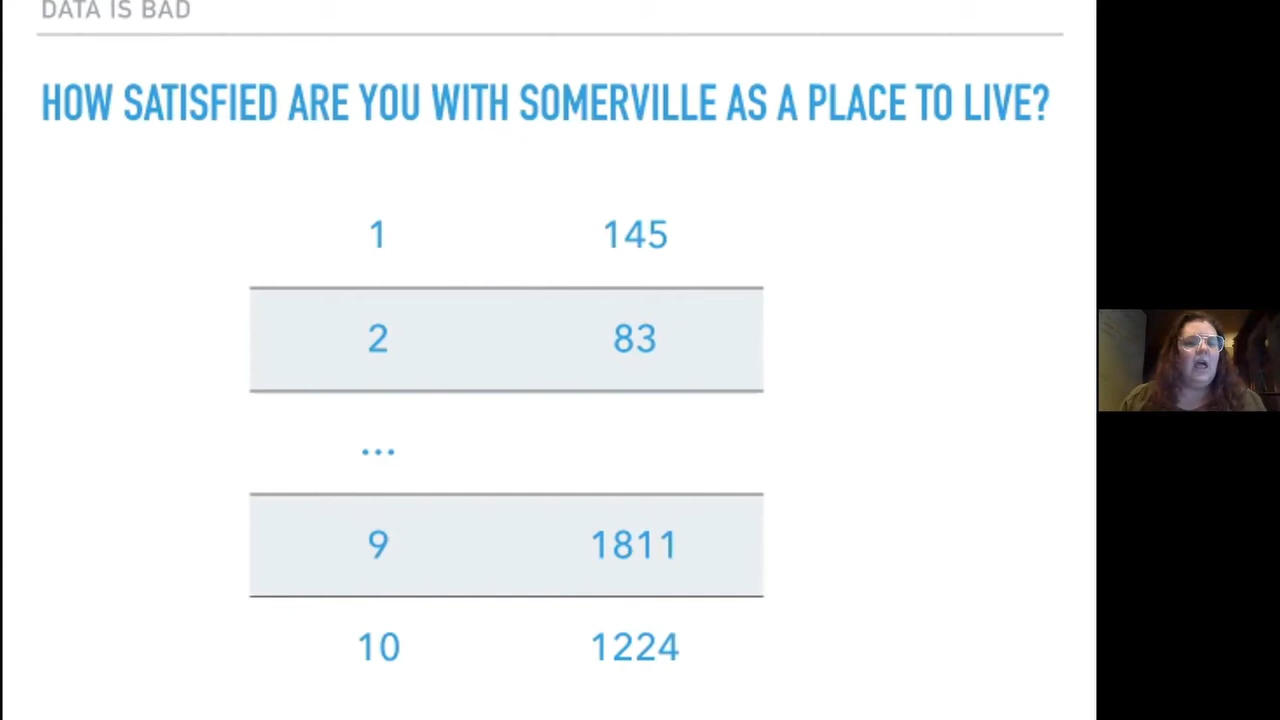 DATA IS BAD
HOW SATISFIED ARE YOU WITH SOMERVILLE AS A PLACE TO LIVE?
1 145
2 83
...
9 1811
10 1224